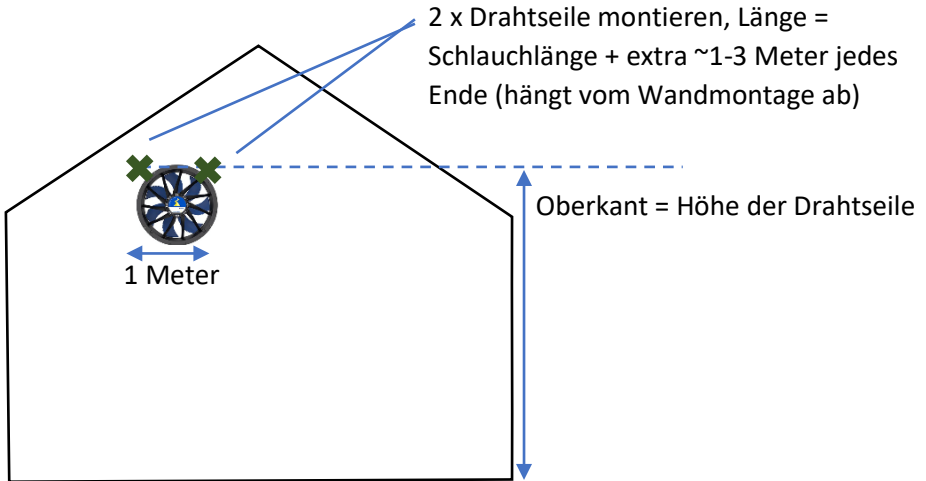 2 x Drahtseile montieren, Länge =
Schlauchlänge + extra ~1-3 Meter jedes
Ende (hängt vom Wandmontage ab)
Oberkant = Höhe der Drahtseile
1 Meter